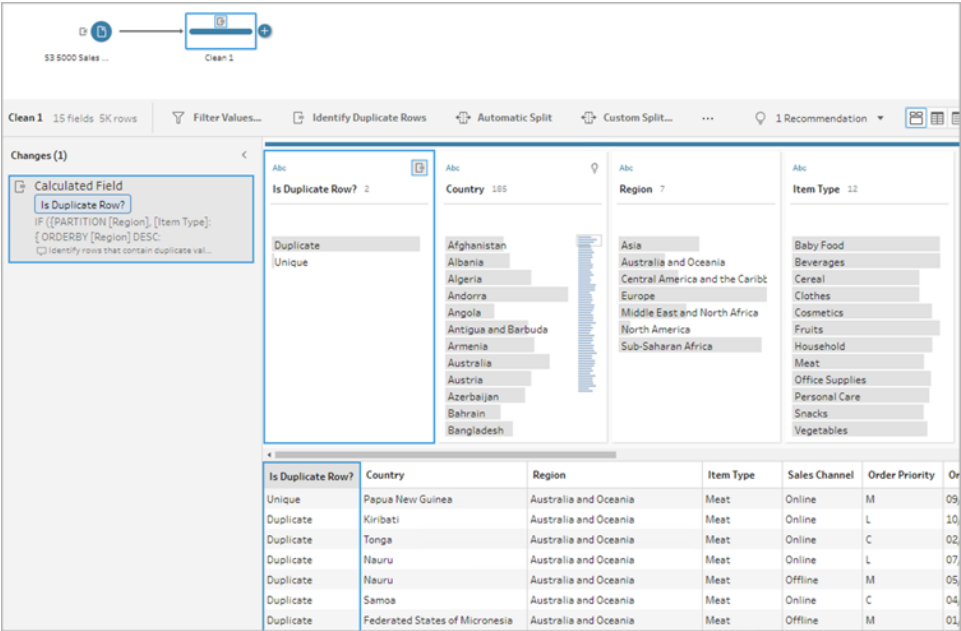 S3 5000 Sales ...
Clean 1
Clean 1 15 fields 5K rows Filter Values... Identify Duplicate Rows Automatic Split Custom Split... ... 1 Recommendation
Changes (1)
Calculated Field
Is Duplicate Row?
IF ({PARTITION [Region], [Item Type]:
{ ORDERBY [Region] DESC:
Identify rows that contain duplicate val...
Abc
Is Duplicate Row? 2
Duplicate
Unique
Abc
Country 185
Afghanistan
Albania
Algeria
Andorra
Angola
Antigua and Barbuda
Armenia
Australia
Austria
Azerbaijan
Bahrain
Bangladesh
Abc
Region 7
Asia
Australia and Oceania
Central America and the Caribb
Europe
Middle East and North Africa
North America
Sub-Saharan Africa
Abc
Item Type 12
Baby Food
Beverages
Cereal
Clothes
Cosmetics
Fruits
Household
Meat
Office Supplies
Personal Care
Snacks
Vegetables
Is Duplicate Row? Country Region Item Type Sales Channel Order Priority Or
Unique Papua New Guinea Australia and Oceania Meat Online M 09,
Duplicate Kiribati Australia and Oceania Meat Online L 10,
Duplicate Tonga Australia and Oceania Meat Online C 02,
Duplicate Nauru Australia and Oceania Meat Online L 07,
Duplicate Nauru Australia and Oceania Meat Offline M 05,
Duplicate Samoa Australia and Oceania Meat Online C 04,
Duplicate Federated States of Micronesia Australia and Oceania Meat Offline M 01,